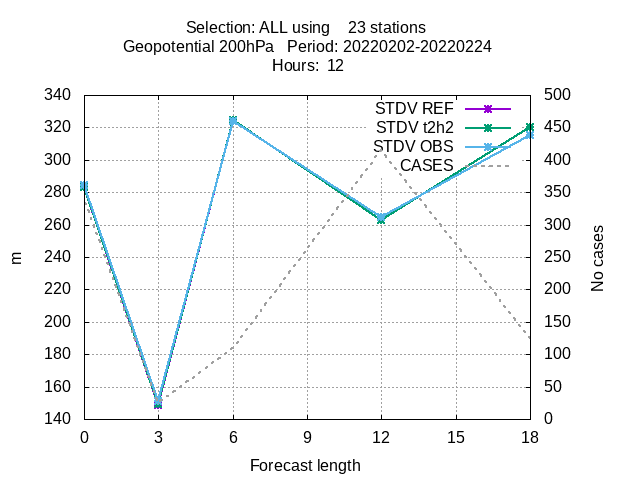 Selection: ALL using    23 stations
Geopotential 200hPa   Period: 20220202-20220224
Hours:  12
340 500
STDV REF
320 450
STDV t2h2
STDV OBS
300 400
CASES
280 350
260 300
m
240 250
No cases
220 200
200 150
180 100
160 50
140 0
0 3 6 9 12 15 18
Forecast length